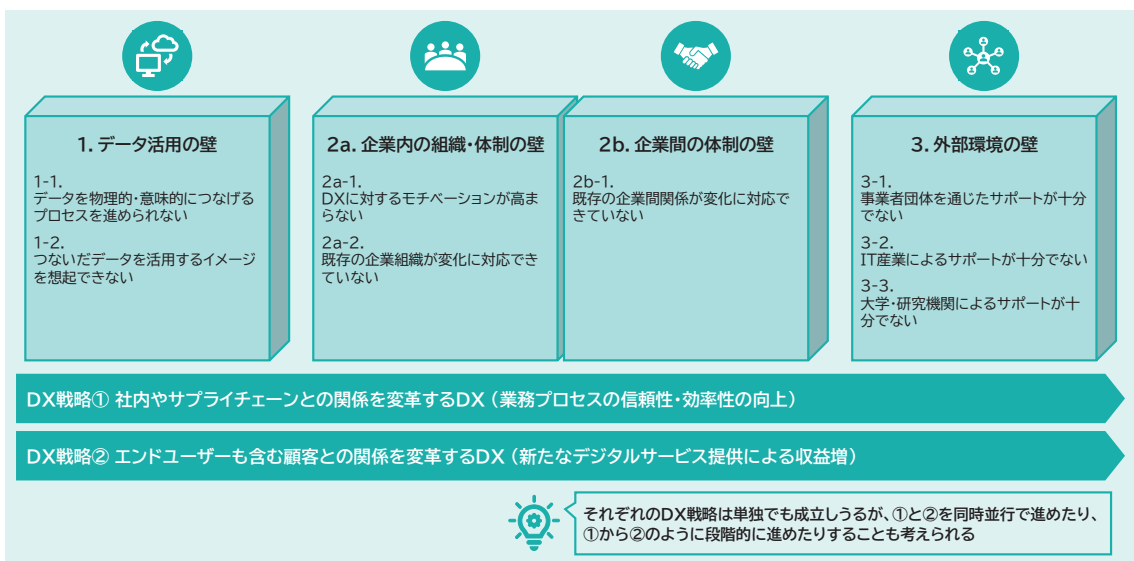 1. データ活用の壁
1-1.
データを物理的・意味的につなげる
プロセスを進められない
1-2.
つないだデータを活用するイメージ
を想起できない
2a. 企業内の組織・体制の壁
2a-1.
DXに対するモチベーションが高ま
らない
2a-2.
既存の企業組織が変化に対応でき
ていない
2b. 企業間の体制の壁
2b-1.
既存の企業間関係が変化に対応で
きていない
3. 外部環境の壁
3-1.
事業者団体を通じたサポートが十分
でない
3-2.
IT産業によるサポートが十分でない
3-3.
大学・研究機関によるサポートが十
分でない
DX戦略① 社内やサプライチェーンとの関係を変革するDX（業務プロセスの信頼性・効率性の向上）
DX戦略② エンドユーザーも含む顧客との関係を変革するDX（新たなデジタルサービス提供による収益増）
それぞれのDX戦略は単独でも成立しうるが、①と②を同時並行で進めたり、
①から②のように段階的に進めたりすることも考えられる